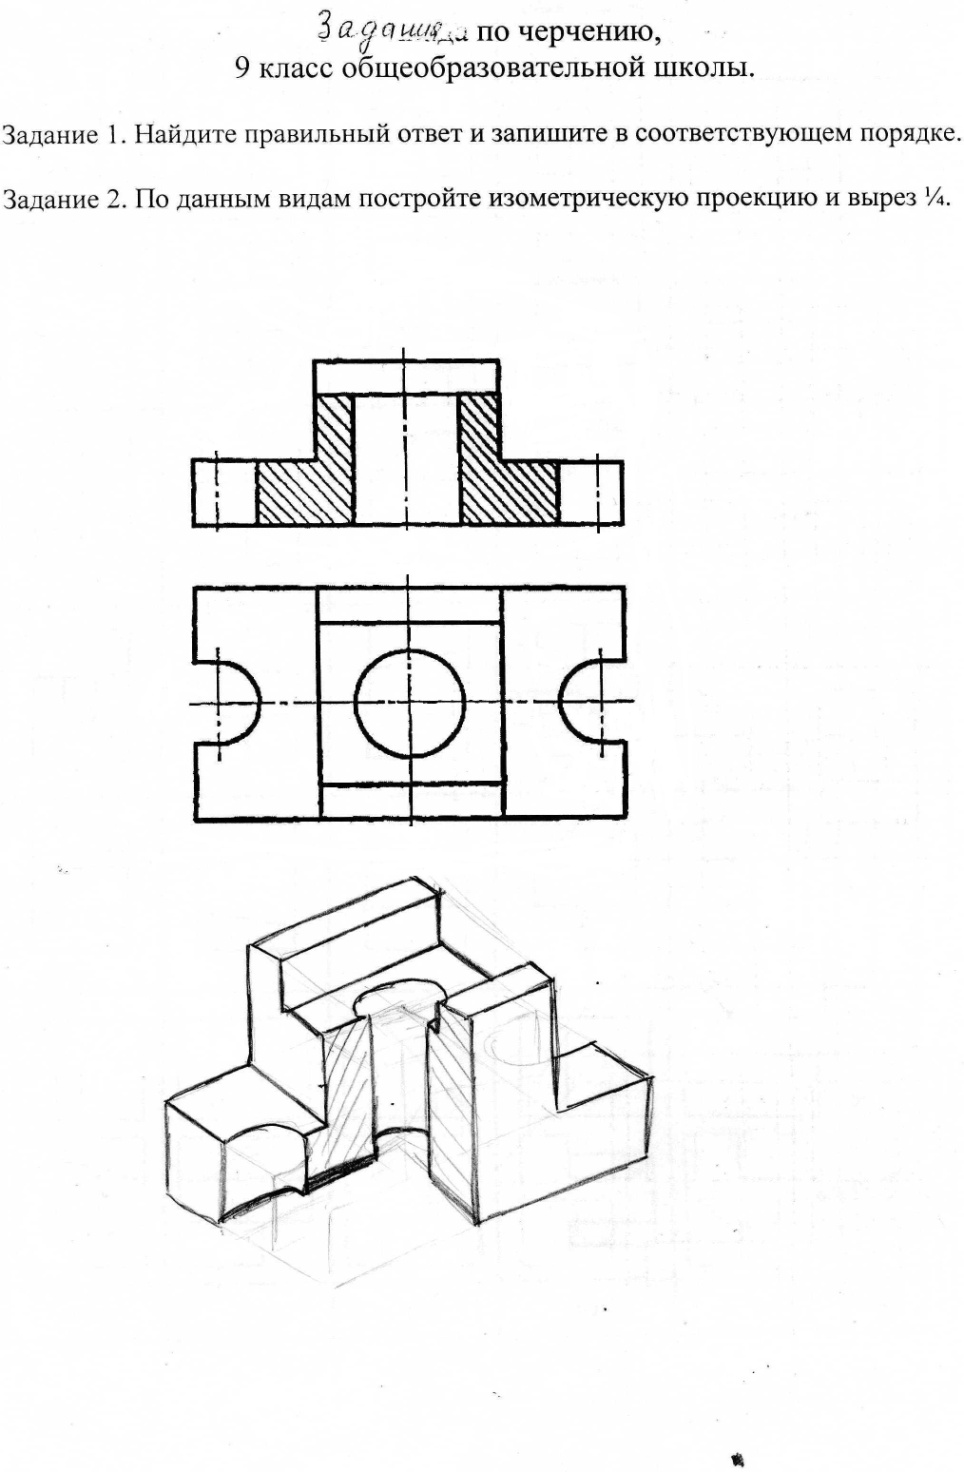 Задания по черчению,
9 класс общеобразовательной школы.
Задание 1. Найдите правильный ответ и запишите в соответствующем порядке.
Задание 2. По данным видам постройте изометрическую проекцию и вырез ¼.